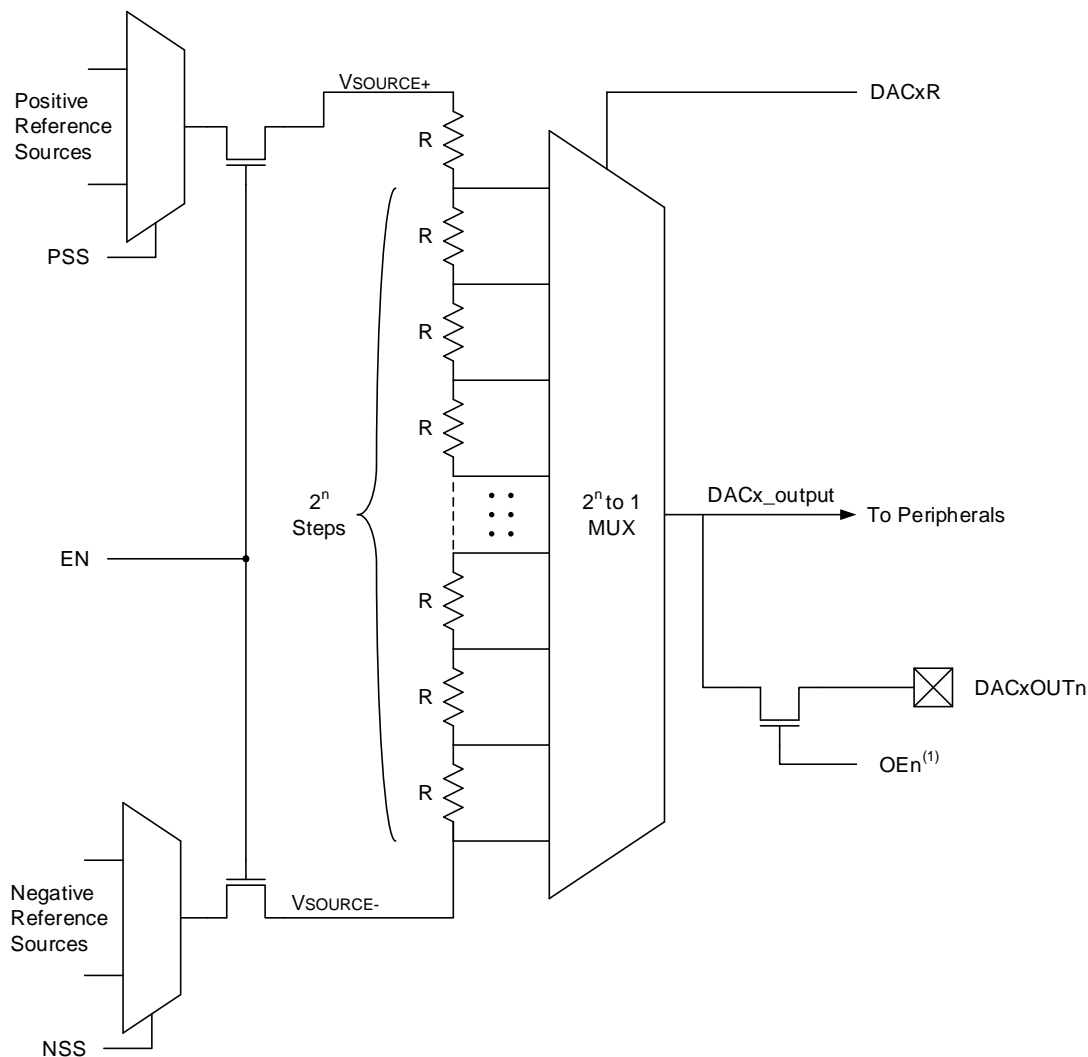 VSOURCE+
DACxR
Positive
Reference
Sources
R
R
PSS
R
R
2ⁿ
Steps
2ⁿ to 1
MUX
DACx_output
To Peripherals
EN
R
R
DACxOUTn
OEn⁽¹⁾
R
Negative
Reference
Sources
VSOURCE-
NSS